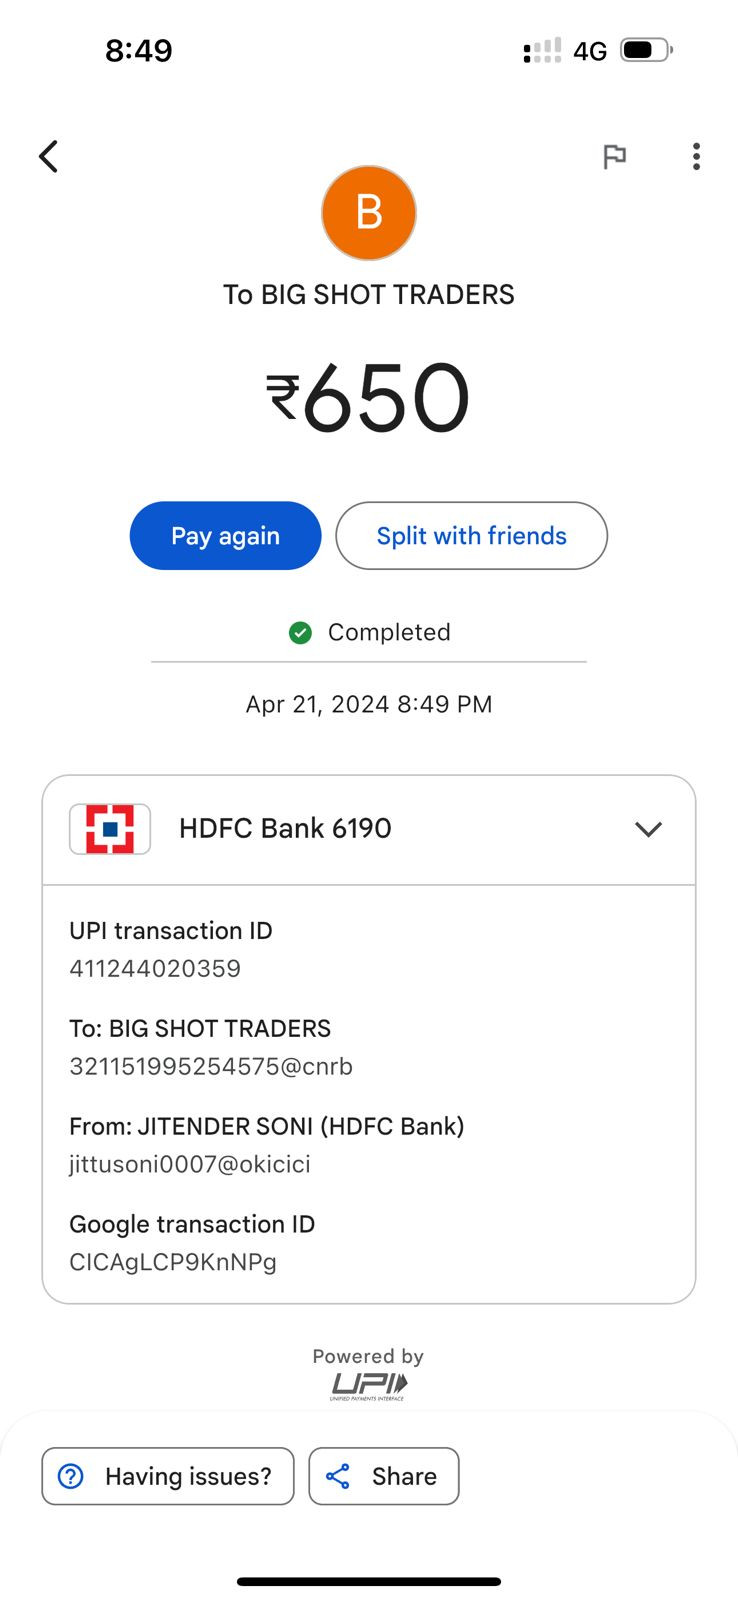 8:49
4G
B
To BIG SHOT TRADERS
₹650
Pay again
Split with friends
Completed
Apr 21, 2024 8:49 PM
HDFC Bank 6190
UPI transaction ID
411244020359
To: BIG SHOT TRADERS
321151995254575@cnrb
From: JITENDER SONI (HDFC Bank)
jittusoni0007@okicici
Google transaction ID
CICAgLCP9KnNPg
Powered by
UPI
UNIFIED PAYMENTS INTERFACE
Having issues?
Share